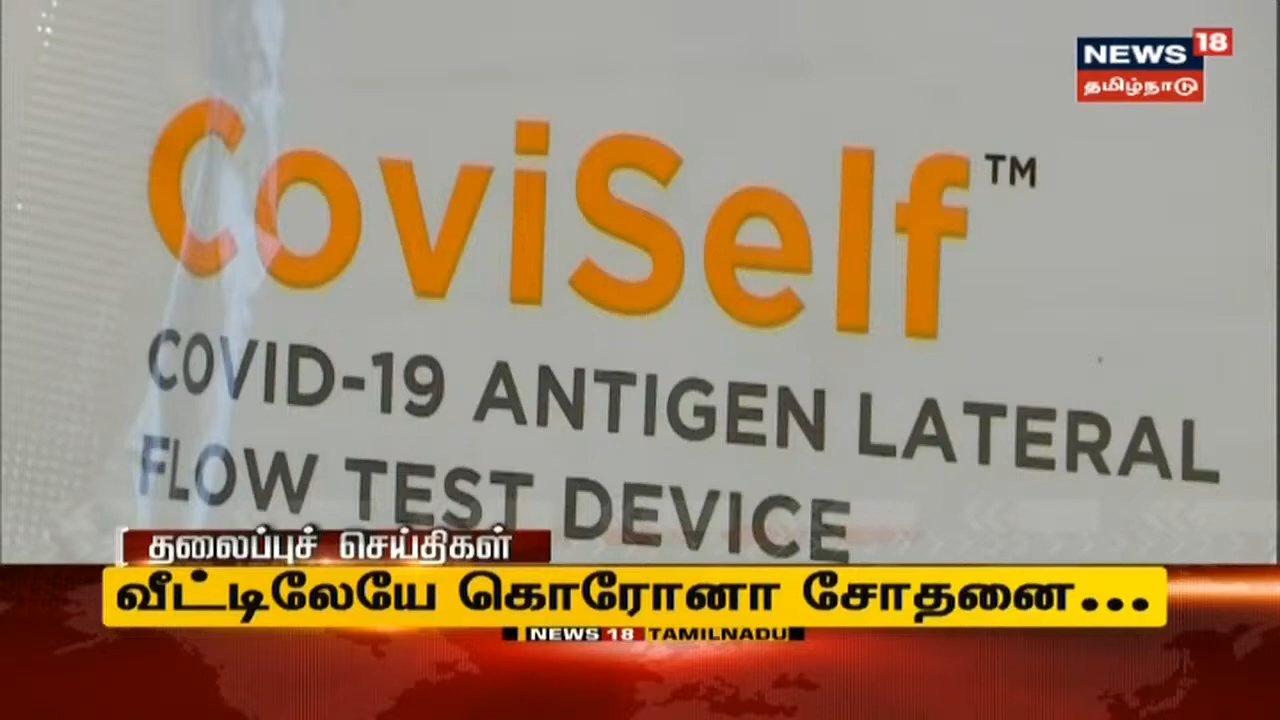 NEWS 18
தமிழ்நாடு
CoviSelf™
COVID-19 ANTIGEN LATERAL
FLOW TEST DEVICE
தலைப்புச் செய்திகள்
வீட்டிலேயே கொரோனா சோதனை...
NEWS 18 TAMILNADU